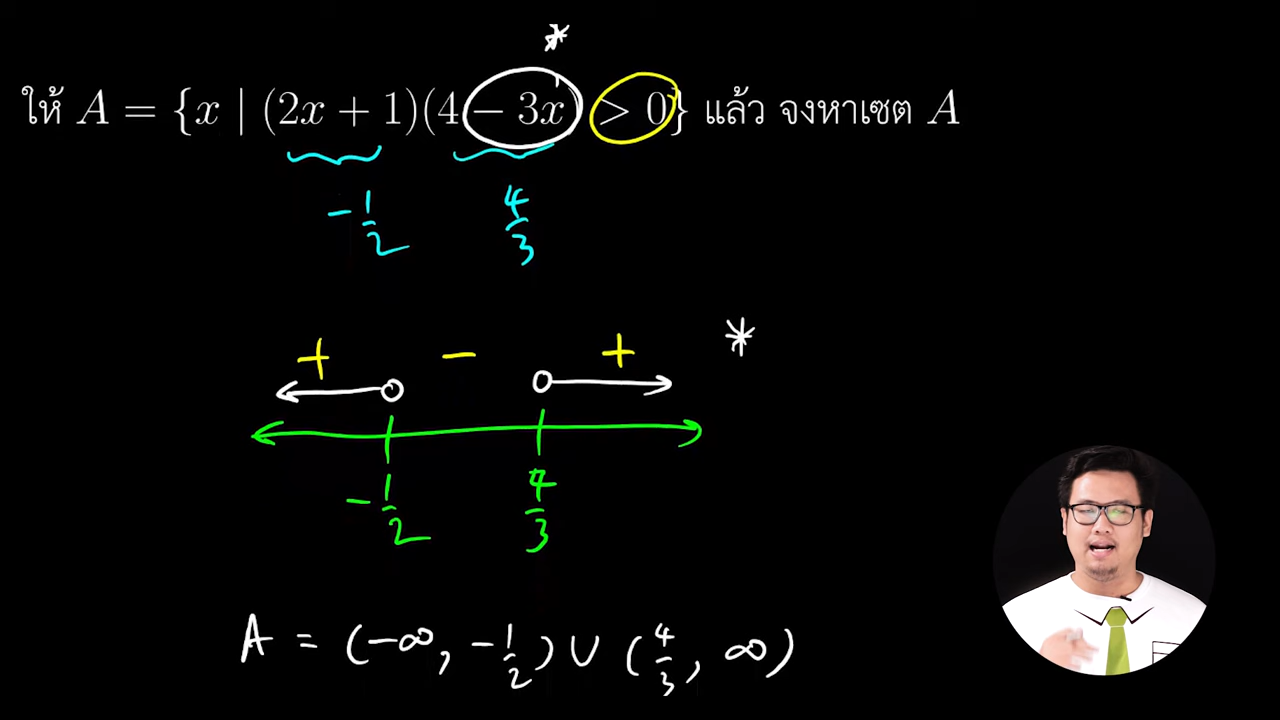 *
ให้ A = {x | (2x + 1)(4 − 3x) > 0} แล้ว จงหาเซต A
-1/2 4/3
+ - + *
-1/2 4/3
A = (-∞, -1/2) ∪ (4/3, ∞)